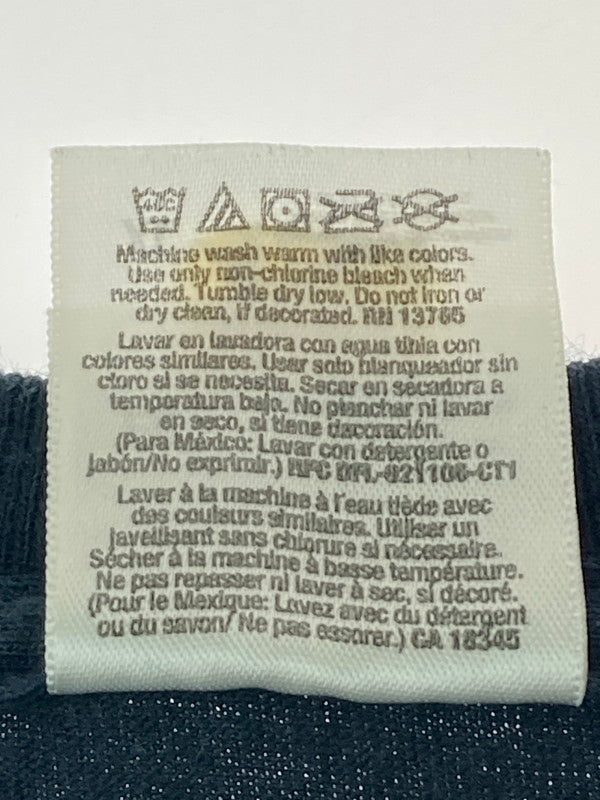 40C
Machine wash warm with like colors.
Use only non-chlorine bleach when
needed. Tumble dry low. Do not iron or
dry clean, if decorated. RN 13765
Lavar en lavadora con agua tibia con
colores similares. Usar solo blanqueador sin
cloro si se necesita. Secar en secadora a
temperatura baja. No planchar ni lavar
en seco, si tiene decoración.
(Para México: Lavar con detergente o
jabón/No exprimir.) RFC DFL-921106-CT1
Laver à la machine à l'eau tiède avec
des couleurs similaires. Utiliser un
javellisant sans chlorure si nécessaire.
Sécher à la machine à basse température.
Ne pas repasser ni laver à sec, si décoré.
(Pour le Mexique: Lavez avec du détergent
ou du savon/ Ne pas essorer.) CA 18345